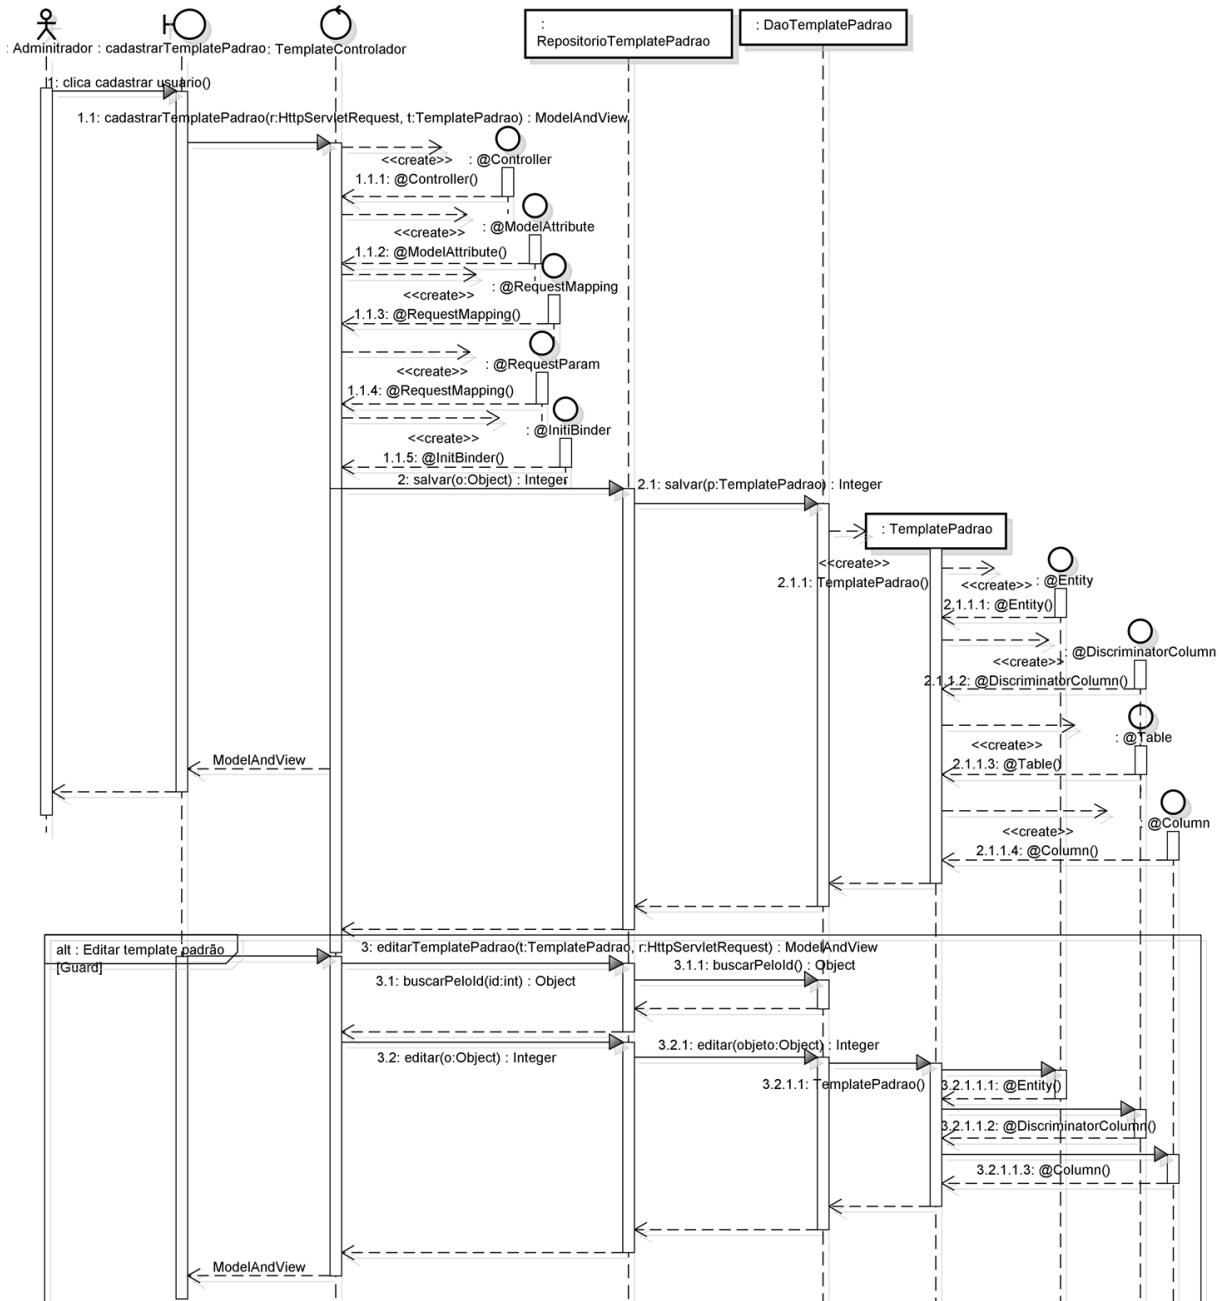 :
RepositorioTemplatePadrao
: DaoTemplatePadrao
: Adminitrador
: cadastrarTemplatePadrao
: TemplateControlador
1: clica cadastrar usuario()
1.1: cadastrarTemplatePadrao(r:HttpServletRequest, t:TemplatePadrao) : ModelAndView
<<create>>
: @Controller
1.1.1: @Controller()
: @ModelAttribute
<<create>>
1.1.2: @ModelAttribute()
: @RequestMapping
<<create>>
1.1.3: @RequestMapping()
: @RequestParam
<<create>>
1.1.4: @RequestMapping()
: @InitiBinder
<<create>>
1.1.5: @InitBinder()
2: salvar(o:Object) : Integer
2.1: salvar(p:TemplatePadrao) : Integer
: TemplatePadrao
<<create>>
2.1.1: TemplatePadrao()
: @Entity
<<create>>
2.1.1.1: @Entity()
: @DiscriminatorColumn
<<create>>
2.1.1.2: @DiscriminatorColumn()
: @Table
<<create>>
2.1.1.3: @Table()
ModelAndView
: @Column
<<create>>
2.1.1.4: @Column()
alt : Editar template padrão
[Guard]
3: editarTemplatePadrao(t:TemplatePadrao, r:HttpServletRequest) : ModelAndView
3.1.1: buscarPeloId() : Object
3.1: buscarPeloId(id:int) : Object
3.2.1: editar(objeto:Object) : Integer
3.2: editar(o:Object) : Integer
3.2.1.1: TemplatePadrao()
3.2.1.1.1: @Entity()
3.2.1.1.2: @DiscriminatorColumn()
3.2.1.1.3: @Column()
ModelAndView